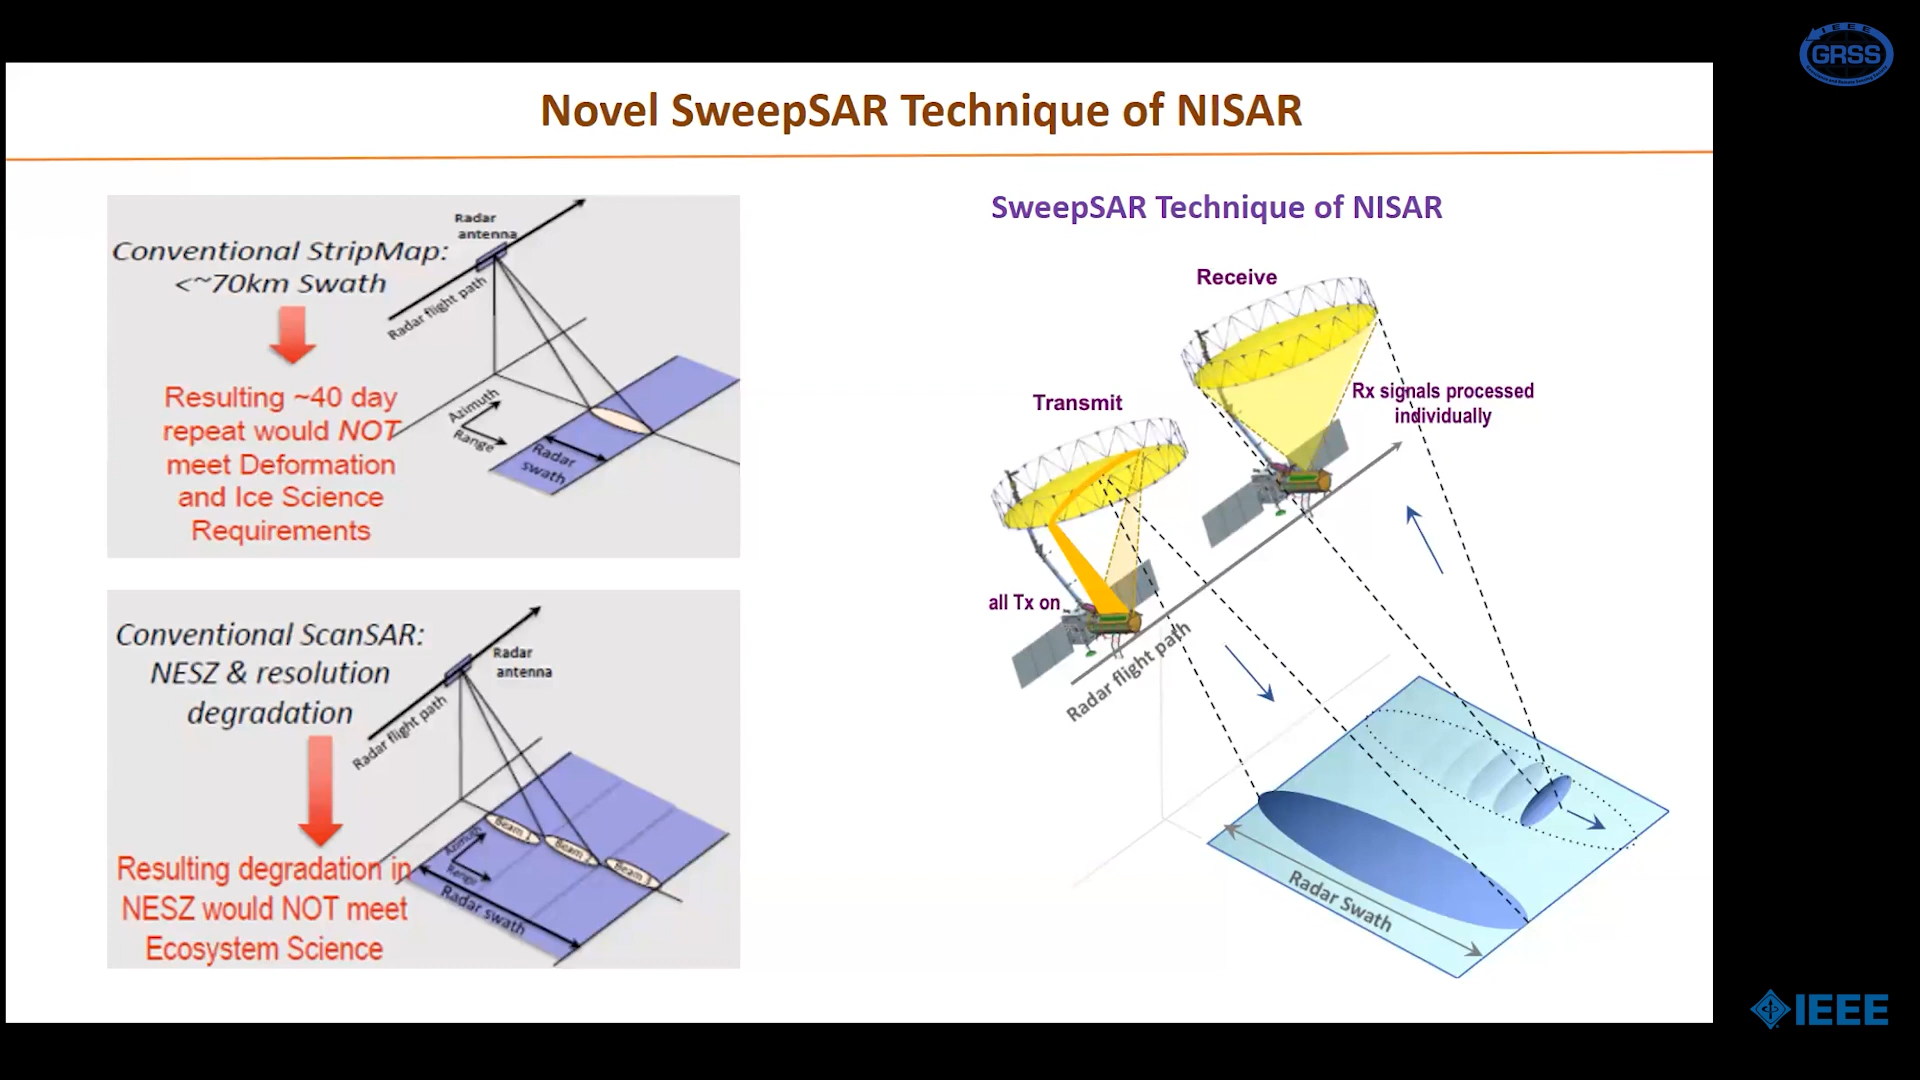 IEEE
GRSS
Novel SweepSAR Technique of NISAR
Conventional StripMap:
<~70km Swath
Resulting ~40 day
repeat would NOT
meet Deformation
and Ice Science
Requirements
Radar
antenna
Radar flight path
Azimuth
Range
Radar
swath
Conventional ScanSAR:
NESZ & resolution
degradation
Resulting degradation in
NESZ would NOT meet
Ecosystem Science
Radar
antenna
Radar flight path
Beam 1
Beam 2
Beam 3
Azimuth
Range
Radar swath
SweepSAR Technique of NISAR
Receive
Rx signals processed
individually
Transmit
all Tx on
Radar flight path
Radar Swath
IEEE